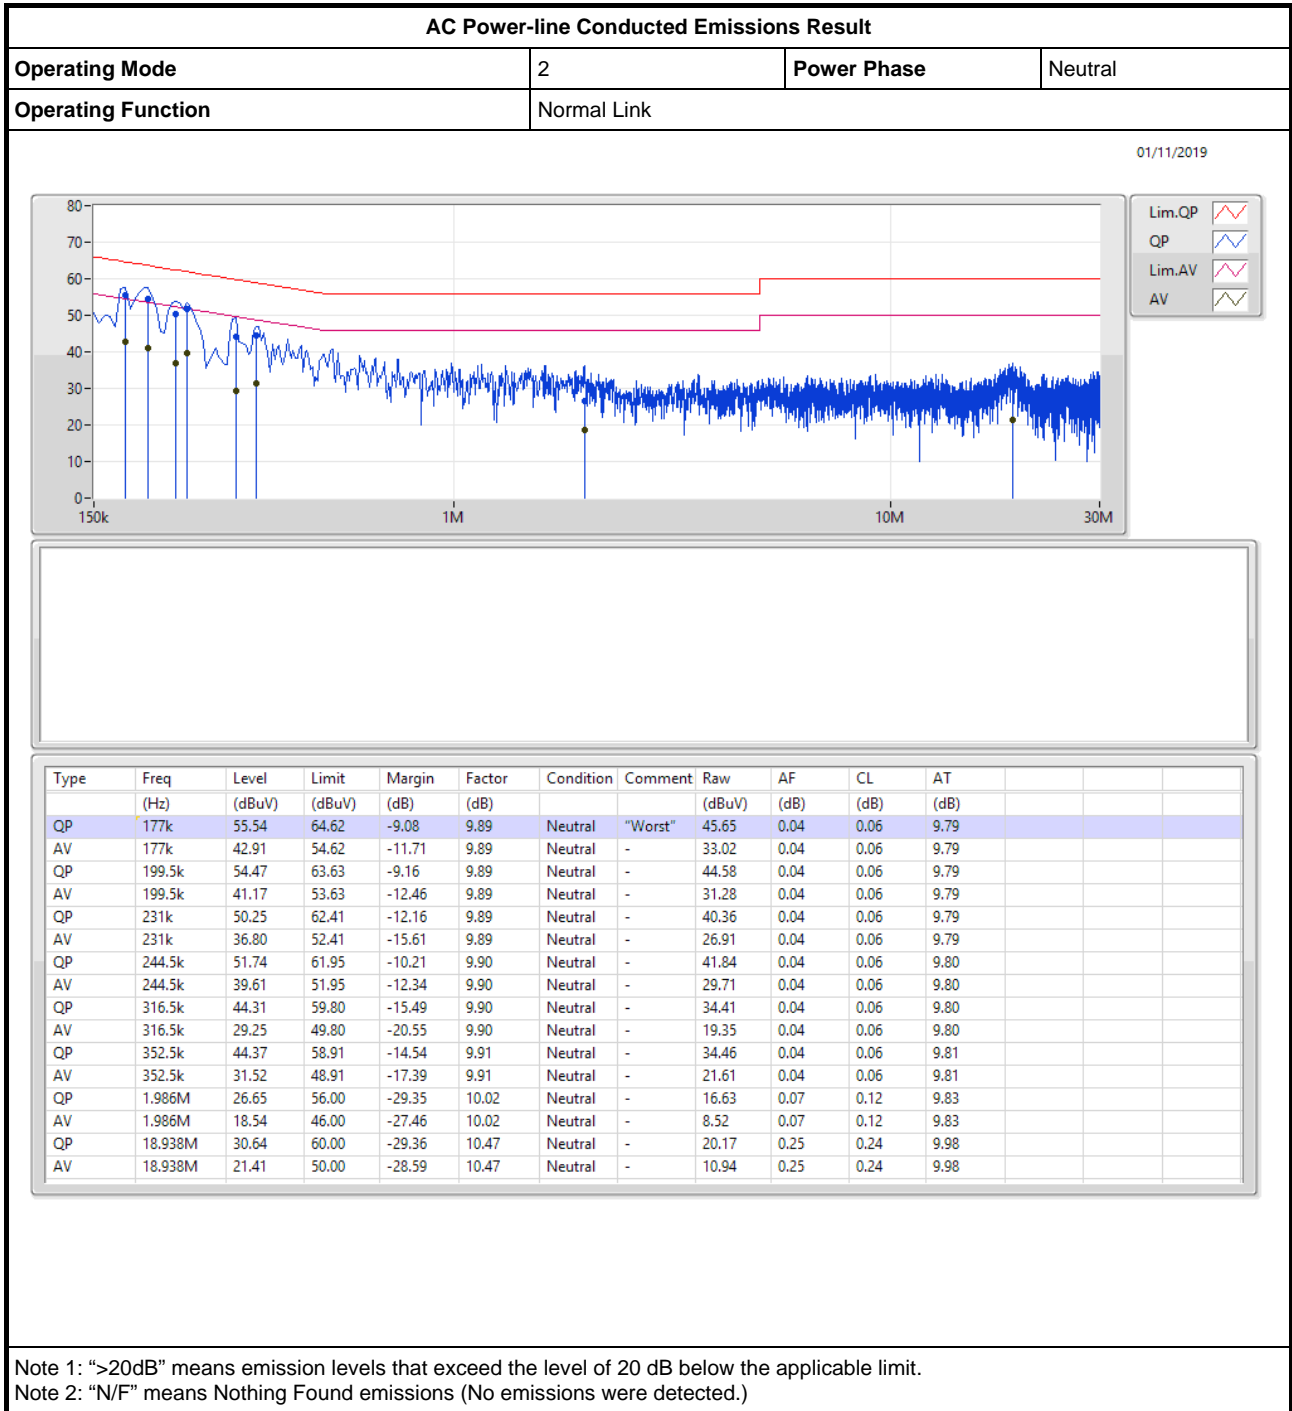 AC Power-line Conducted Emissions Result
Operating Mode 2 Power Phase Neutral
Operating Function Normal Link
01/11/2019
80
70
60
50
40
30
20
10
0
150k 1M 10M 30M
Lim.QP
QP
Lim.AV
AV
Type Freq Level Limit Margin Factor Condition Comment Raw AF CL AT
(Hz) (dBuV) (dBuV) (dB) (dB) (dBuV) (dB) (dB) (dB)
QP 177k 55.54 64.62 -9.08 9.89 Neutral "Worst" 45.65 0.04 0.06 9.79
AV 177k 42.91 54.62 -11.71 9.89 Neutral - 33.02 0.04 0.06 9.79
QP 199.5k 54.47 63.63 -9.16 9.89 Neutral - 44.58 0.04 0.06 9.79
AV 199.5k 41.17 53.63 -12.46 9.89 Neutral - 31.28 0.04 0.06 9.79
QP 231k 50.25 62.41 -12.16 9.89 Neutral - 40.36 0.04 0.06 9.79
AV 231k 36.80 52.41 -15.61 9.89 Neutral - 26.91 0.04 0.06 9.79
QP 244.5k 51.74 61.95 -10.21 9.90 Neutral - 41.84 0.04 0.06 9.80
AV 244.5k 39.61 51.95 -12.34 9.90 Neutral - 29.71 0.04 0.06 9.80
QP 316.5k 44.31 59.80 -15.49 9.90 Neutral - 34.41 0.04 0.06 9.80
AV 316.5k 29.25 49.80 -20.55 9.90 Neutral - 19.35 0.04 0.06 9.80
QP 352.5k 44.37 58.91 -14.54 9.91 Neutral - 34.46 0.04 0.06 9.81
AV 352.5k 31.52 48.91 -17.39 9.91 Neutral - 21.61 0.04 0.06 9.81
QP 1.986M 26.65 56.00 -29.35 10.02 Neutral - 16.63 0.07 0.12 9.83
AV 1.986M 18.54 46.00 -27.46 10.02 Neutral - 8.52 0.07 0.12 9.83
QP 18.938M 30.64 60.00 -29.36 10.47 Neutral - 20.17 0.25 0.24 9.98
AV 18.938M 21.41 50.00 -28.59 10.47 Neutral - 10.94 0.25 0.24 9.98
Note 1: “>20dB” means emission levels that exceed the level of 20 dB below the applicable limit.
Note 2: “N/F” means Nothing Found emissions (No emissions were detected.)